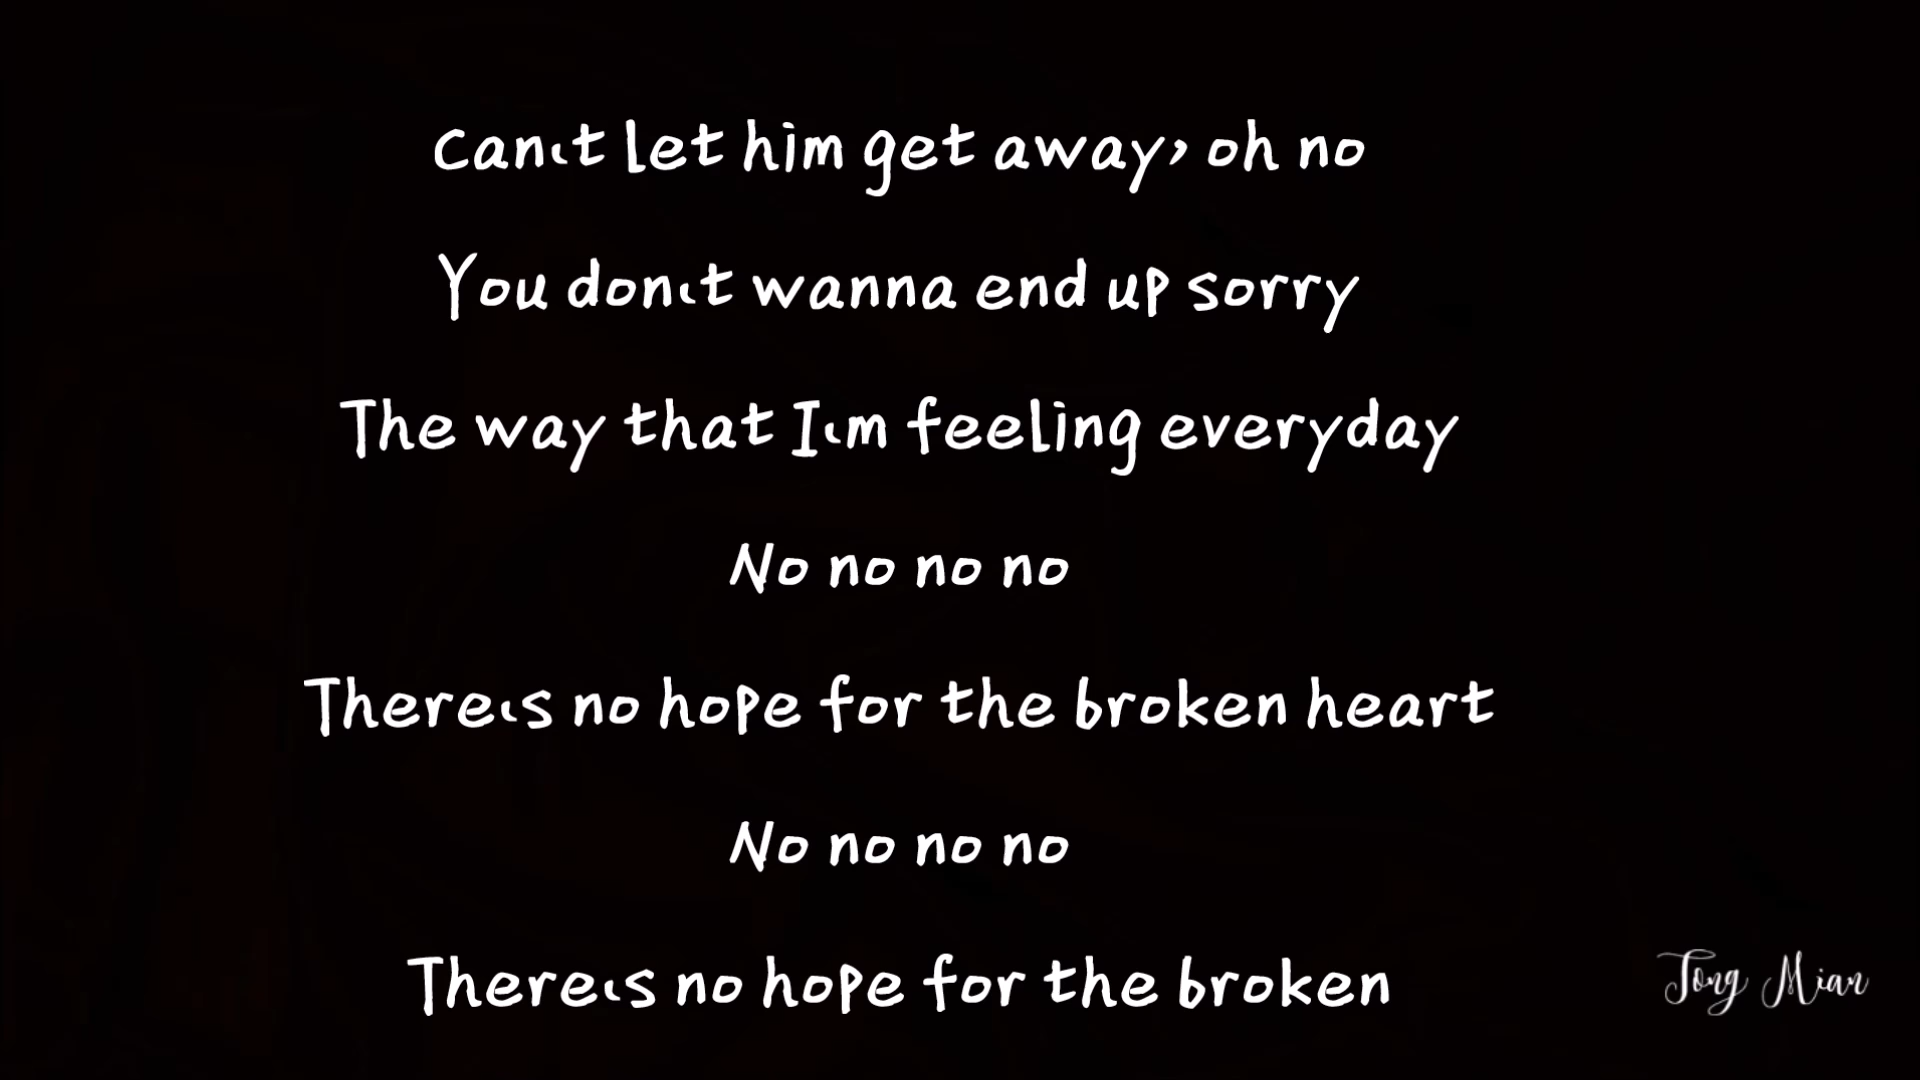 Can't let him get away, oh no
You don't wanna end up sorry
The way that I'm feeling everyday
No no no no
There's no hope for the broken heart
No no no no
There's no hope for the broken
Tong Mian